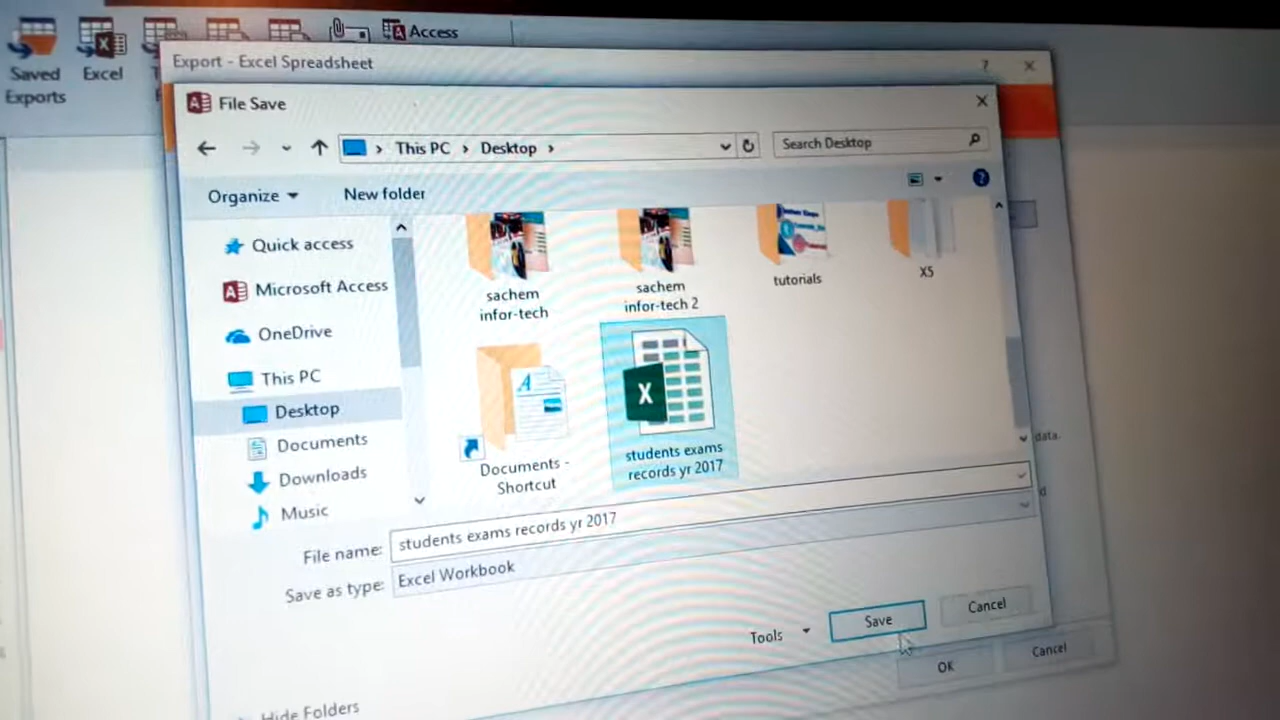 Access
Saved
Exports
Excel
Export - Excel Spreadsheet
?
File Save
This PC > Desktop >
Search Desktop
Organize
New folder
Quick access
Microsoft Access
OneDrive
This PC
Desktop
Documents
Downloads
Music
sachem
infor-tech
sachem
infor-tech 2
tutorials
X5
Documents -
Shortcut
X
students exams
records yr 2017
data.
File name:
students exams records yr 2017
Save as type:
Excel Workbook
Tools
Save
Cancel
Hide Folders
OK
Cancel